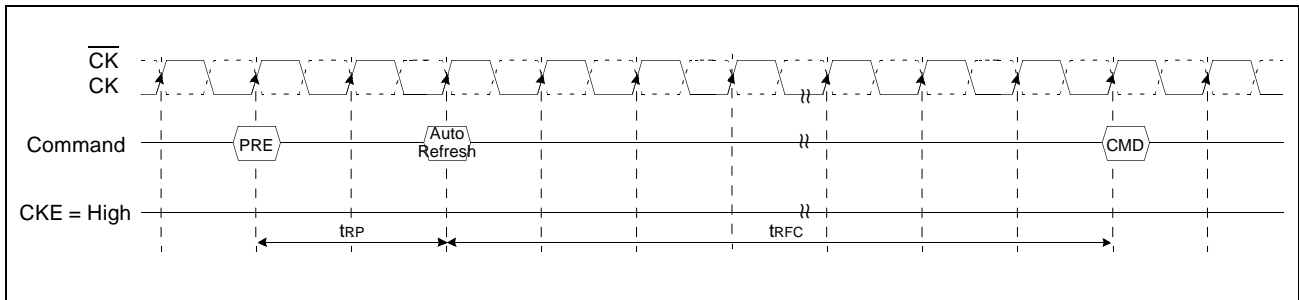 CK
CK
Command
PRE
Auto
Refresh
CMD
CKE = High
tRP
tRFC